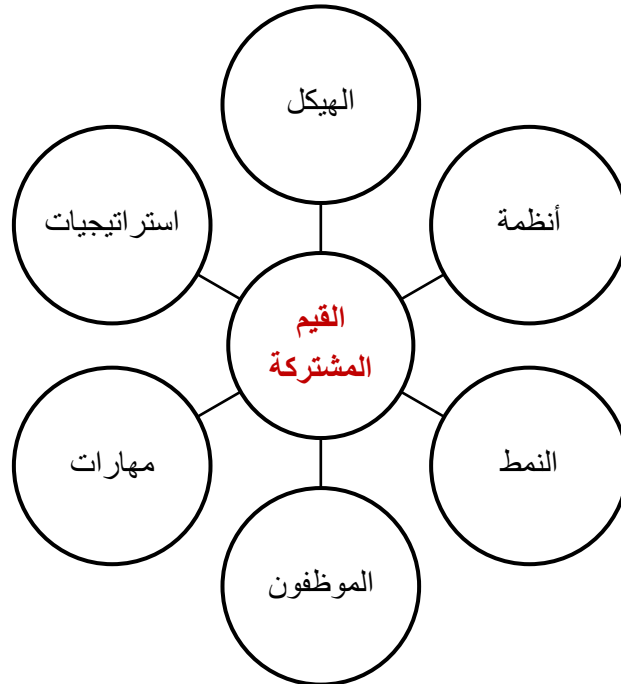 الهيكل
أنظمة
استراتيجيات
القيم
المشتركة
النمط
مهارات
الموظفون